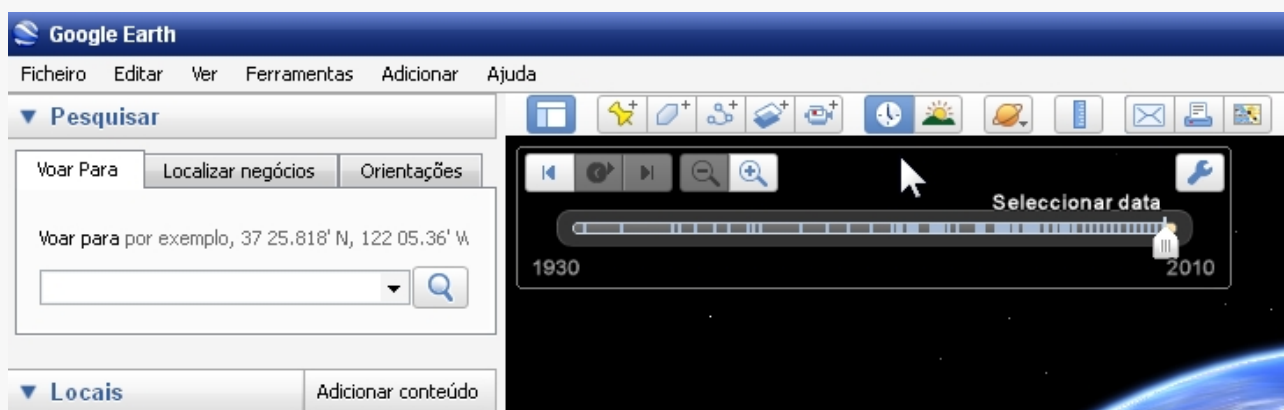 Google Earth
Ficheiro Editar Ver Ferramentas Adicionar Ajuda
Pesquisar
Voar Para Localizar negócios Orientações
Voar para por exemplo, 37 25.818' N, 122 05.36' W
Seleccionar data
1930 2010
Locais Adicionar conteúdo